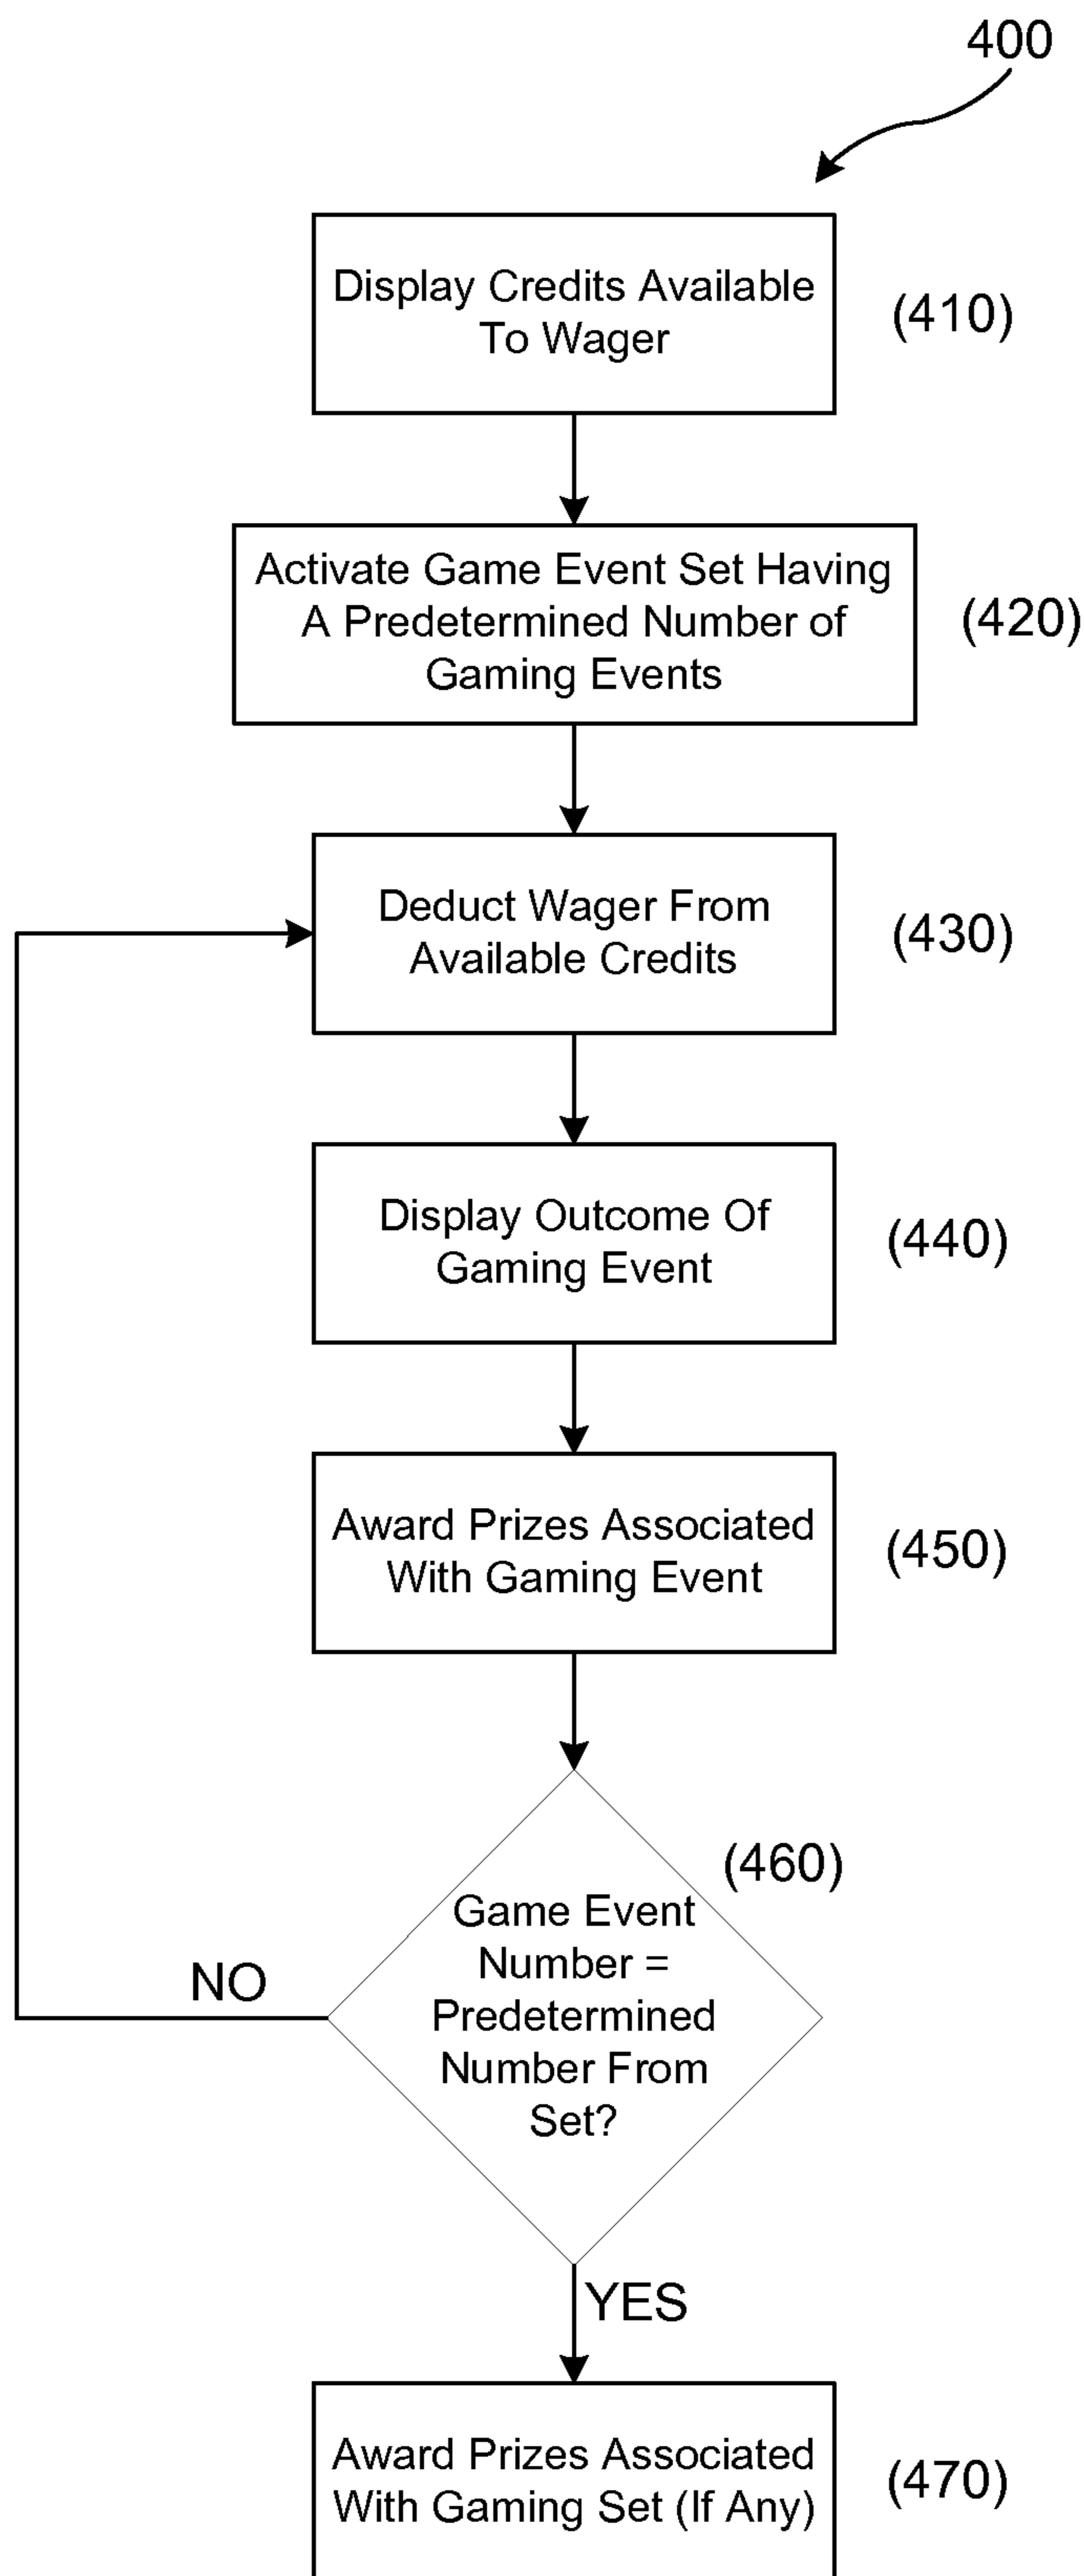 400
Display Credits Available
To Wager
(410)
Activate Game Event Set Having
A Predetermined Number of
Gaming Events
(420)
Deduct Wager From
Available Credits
(430)
Display Outcome Of
Gaming Event
(440)
Award Prizes Associated
With Gaming Event
(450)
(460)
Game Event
Number =
Predetermined
Number From
Set?
NO
YES
Award Prizes Associated
With Gaming Set (If Any)
(470)